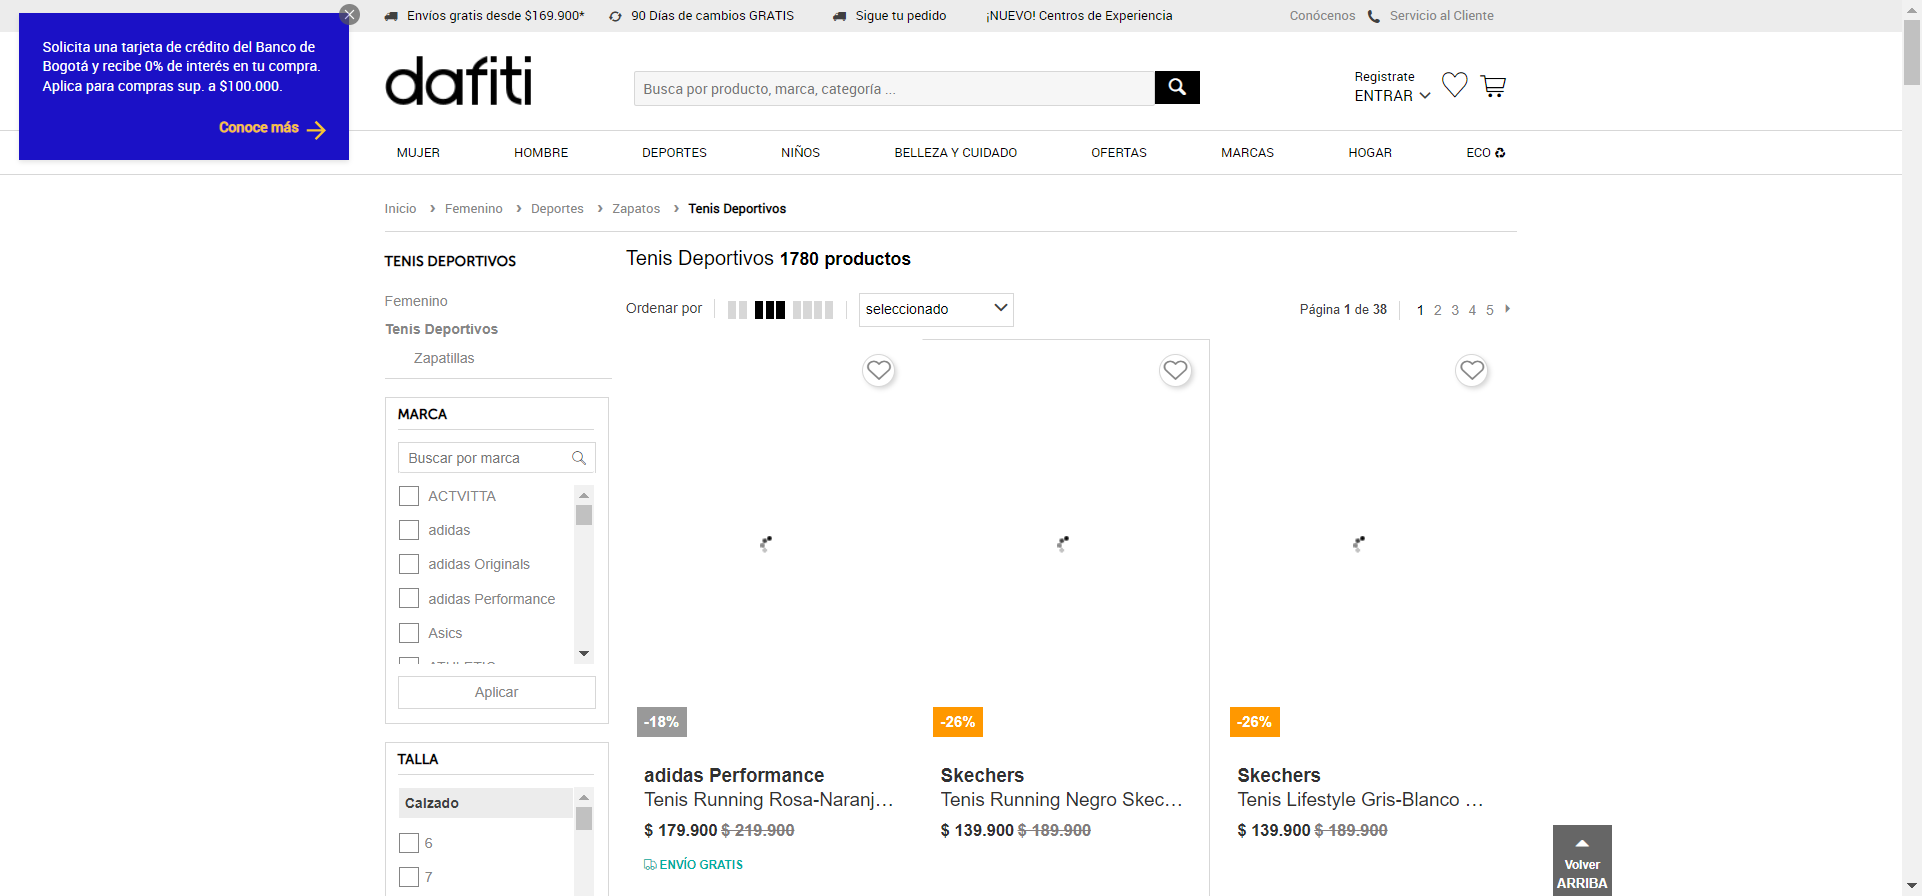 Envíos gratis desde $169.900*
90 Días de cambios GRATIS
Sigue tu pedido
¡NUEVO! Centros de Experiencia
Conócenos
Servicio al Cliente
Solicita una tarjeta de crédito del Banco de
Bogotá y recibe 0% de interés en tu compra.
Aplica para compras sup. a $100.000.
Conoce más
dafiti
Busca por producto, marca, categoría ...
Registrate
ENTRAR
MUJER
HOMBRE
DEPORTES
NIÑOS
BELLEZA Y CUIDADO
OFERTAS
MARCAS
HOGAR
ECO
Inicio › Femenino › Deportes › Zapatos › Tenis Deportivos
TENIS DEPORTIVOS
Femenino
Tenis Deportivos
Zapatillas
MARCA
Buscar por marca
ACTVITTA
adidas
adidas Originals
adidas Performance
Asics
Aplicar
TALLA
Calzado
6
7
Tenis Deportivos 1780 productos
Ordenar por
seleccionado
Página 1 de 38
1 2 3 4 5
-18%
adidas Performance
Tenis Running Rosa-Naranj...
$ 179.900 $ 219.900
ENVÍO GRATIS
-26%
Skechers
Tenis Running Negro Skec...
$ 139.900 $ 189.900
-26%
Skechers
Tenis Lifestyle Gris-Blanco ...
$ 139.900 $ 189.900
Volver
ARRIBA